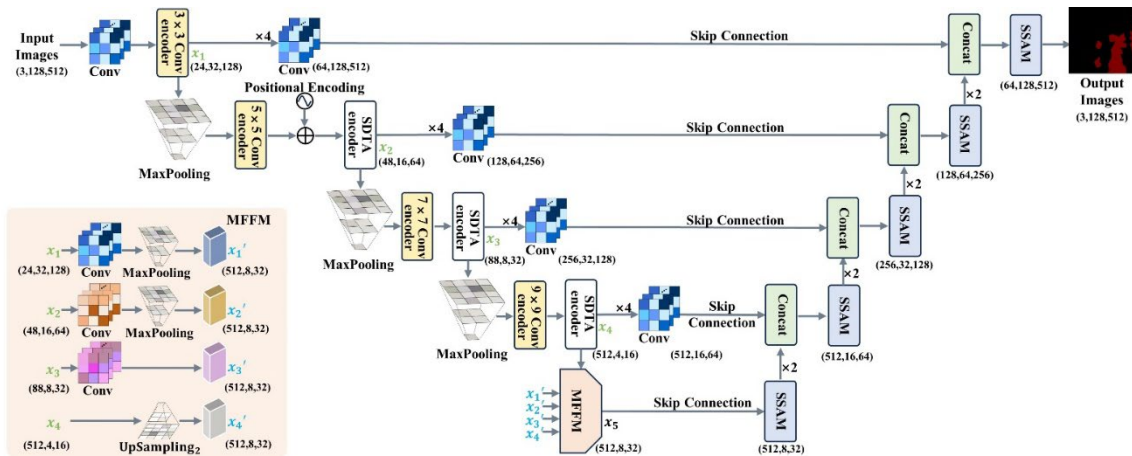 Input
Images
(3,128,512)
Conv
3 × 3 Conv
encoder
x₁
(24,32,128)
×4
Conv
(64,128,512)
Skip Connection
Concat
SSAM
(64,128,512)
Output
Images
(3,128,512)
MaxPooling
5 × 5 Conv
encoder
Positional Encoding
SDTA
encoder
x₂
(48,16,64)
×4
Conv
(128,64,256)
Skip Connection
Concat
×2
SSAM
(128,64,256)
MaxPooling
7 × 7 Conv
encoder
SDTA
encoder
x₃
(88,8,32)
×4
Conv
(256,32,128)
Skip Connection
Concat
×2
SSAM
(256,32,128)
MaxPooling
9 × 9 Conv
encoder
SDTA
encoder
x₄
(512,4,16)
×4
Conv
(512,16,64)
Skip
Connection
Concat
×2
SSAM
(512,16,64)
x₁'
x₂'
x₃'
x₄'
MFFM
x₅
(512,8,32)
Skip Connection
×2
SSAM
(512,8,32)
MFFM
x₁
(24,32,128)
Conv
MaxPooling
x₁'
(512,8,32)
x₂
(48,16,64)
Conv
MaxPooling
x₂'
(512,8,32)
x₃
(88,8,32)
Conv
x₃'
(512,8,32)
x₄
(512,4,16)
UpSampling₂
x₄'
(512,8,32)